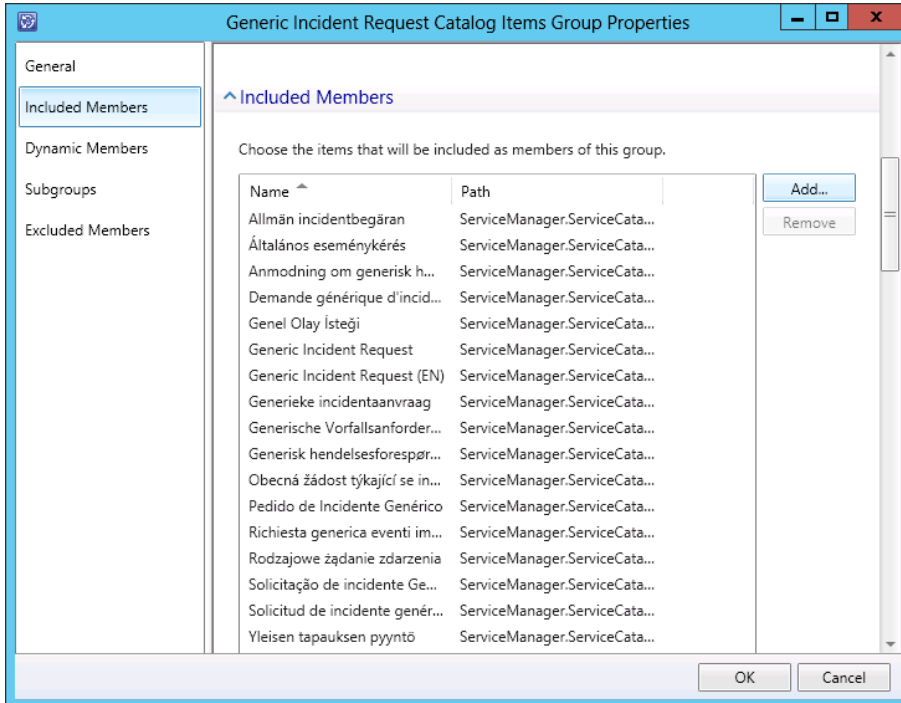 Generic Incident Request Catalog Items Group Properties
General
Included Members
Dynamic Members
Subgroups
Excluded Members
Included Members
Choose the items that will be included as members of this group.
Name Path
Allmän incidentbegäran ServiceManager.ServiceCata...
Általános eseménykérés ServiceManager.ServiceCata...
Anmodning om generisk h... ServiceManager.ServiceCata...
Demande générique d'incid... ServiceManager.ServiceCata...
Genel Olay İsteği ServiceManager.ServiceCata...
Generic Incident Request ServiceManager.ServiceCata...
Generic Incident Request (EN) ServiceManager.ServiceCata...
Generieke incidentaanvraag ServiceManager.ServiceCata...
Generische Vorfallsanforder... ServiceManager.ServiceCata...
Generisk hendelsesforespør... ServiceManager.ServiceCata...
Obecná žádost týkající se in... ServiceManager.ServiceCata...
Pedido de Incidente Genérico ServiceManager.ServiceCata...
Richiesta generica eventi im... ServiceManager.ServiceCata...
Rodzajowe żądanie zdarzenia ServiceManager.ServiceCata...
Solicitação de incidente Ge... ServiceManager.ServiceCata...
Solicitud de incidente genér... ServiceManager.ServiceCata...
Yleisen tapauksen pyyntö ServiceManager.ServiceCata...
Add...
Remove
OK Cancel